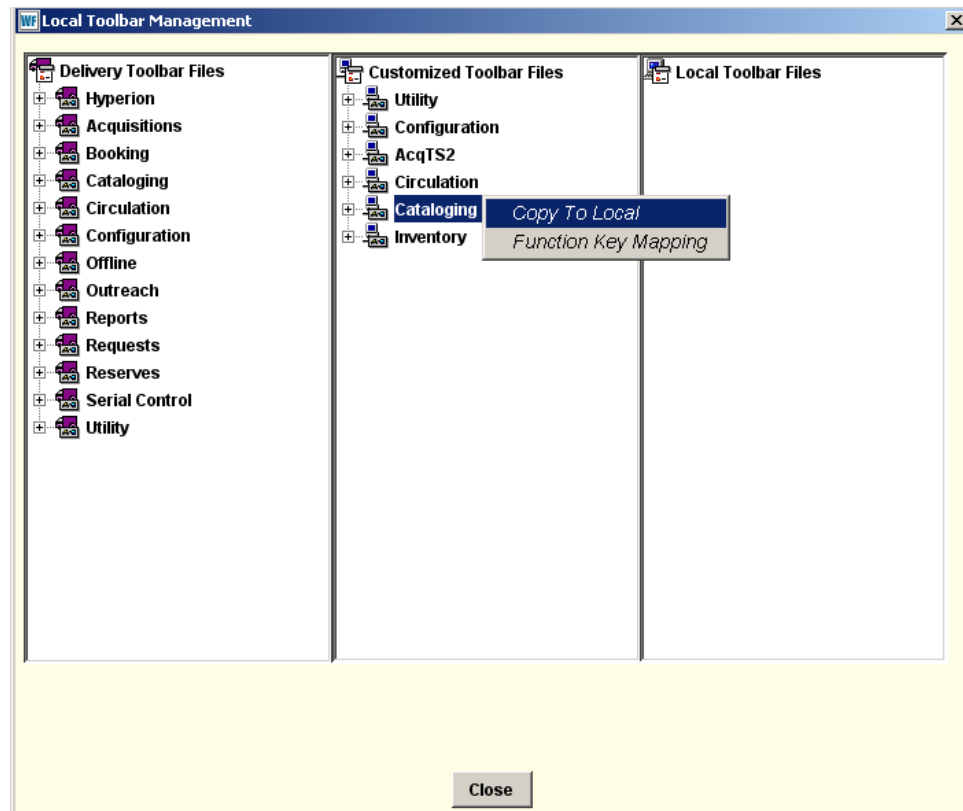 WF Local Toolbar Management
Delivery Toolbar Files
Hyperion
Acquisitions
Booking
Cataloging
Circulation
Configuration
Offline
Outreach
Reports
Requests
Reserves
Serial Control
Utility
Customized Toolbar Files
Utility
Configuration
AcqTS2
Circulation
Cataloging
Inventory
Copy To Local
Function Key Mapping
Local Toolbar Files
Close